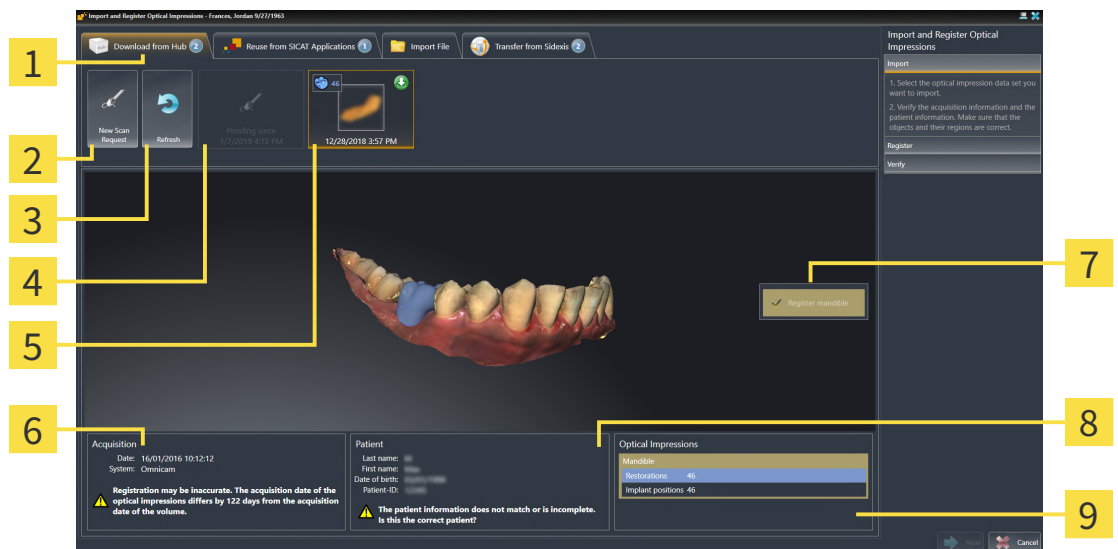 Import and Register Optical Impressions - Frances, Jordan 9/27/1963
Download from Hub 2
Reuse from SICAT Applications 1
Import File
Transfer from Sidexis 2
Import and Register Optical
Impressions
Import
1. Select the optical impression data set you
want to import.
2. Verify the acquisition information and the
patient information. Make sure that the
objects and their regions are correct.
Register
Verify
1
New Scan
Request
Refresh
Pending since
1/7/2019 4:15 PM
46
12/28/2018 3:57 PM
2
3
4
5
Register mandible
7
6
Acquisition
Date: 16/01/2016 10:12:12
System: Omnicam
Registration may be inaccurate. The acquisition date of the
optical impressions differs by 122 days from the acquisition
date of the volume.
Patient
Last name:
First name:
Date of birth:
Patient-ID:
The patient information does not match or is incomplete.
Is this the correct patient?
8
Optical Impressions
Mandible
Restorations 46
Implant positions 46
9
Next
Cancel